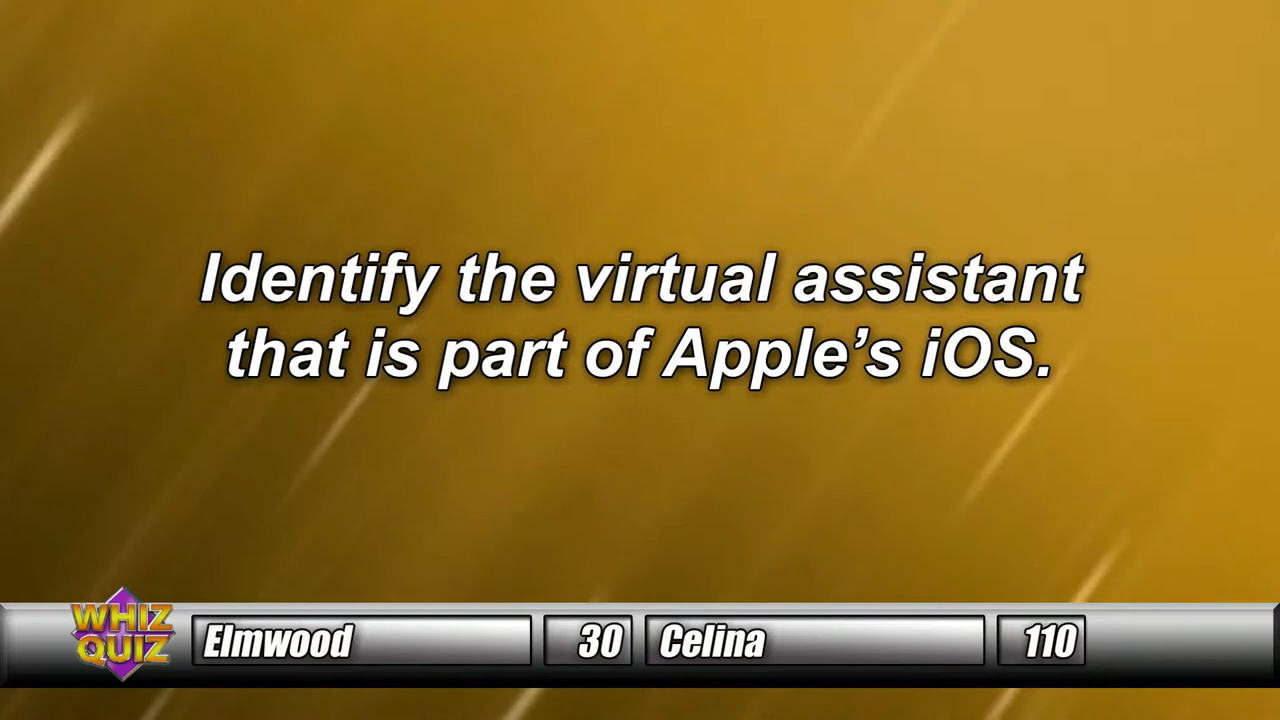 Identify the virtual assistant
that is part of Apple’s iOS.
WHIZ
QUIZ
Elmwood 30 Celina 110